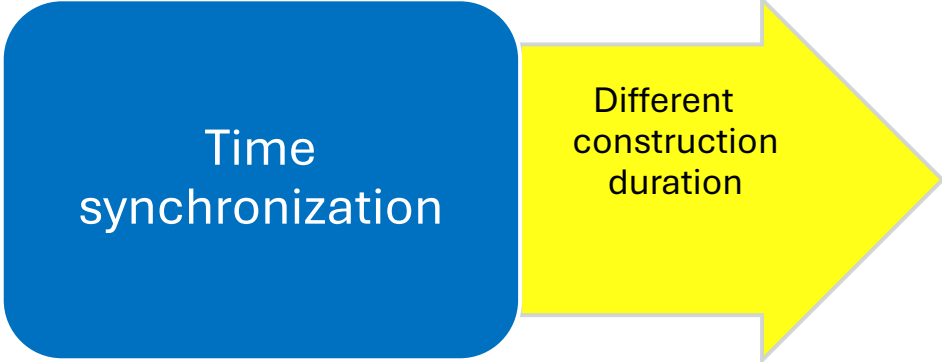 Time
synchronization
Different
construction
duration